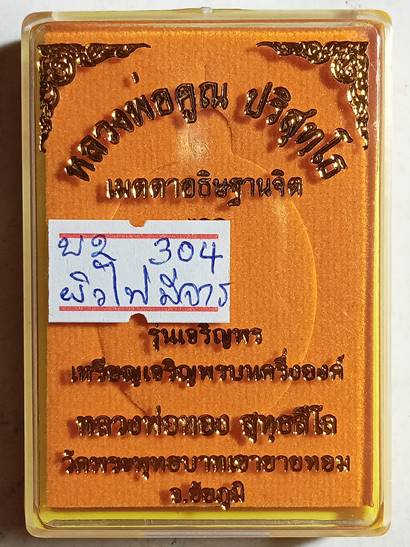 หลวงพ่อคูณ ปริสุทฺโธ
เมตตาอธิษฐานจิต
บ2 304
ผิวไฟมีจาร
รุ่นเจริญพร
เหรียญเจริญพรบนครึ่งองค์
หลวงพ่อทอง สุทธสีโล
วัดพระพุทธบาทเขายายหอม
จ.ชัยภูมิ